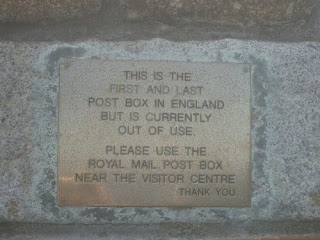 THIS IS THE
FIRST AND LAST
POST BOX IN ENGLAND
BUT IS CURRENTLY
OUT OF USE.
PLEASE USE THE
ROYAL MAIL POST BOX
NEAR THE VISITOR CENTRE
THANK YOU